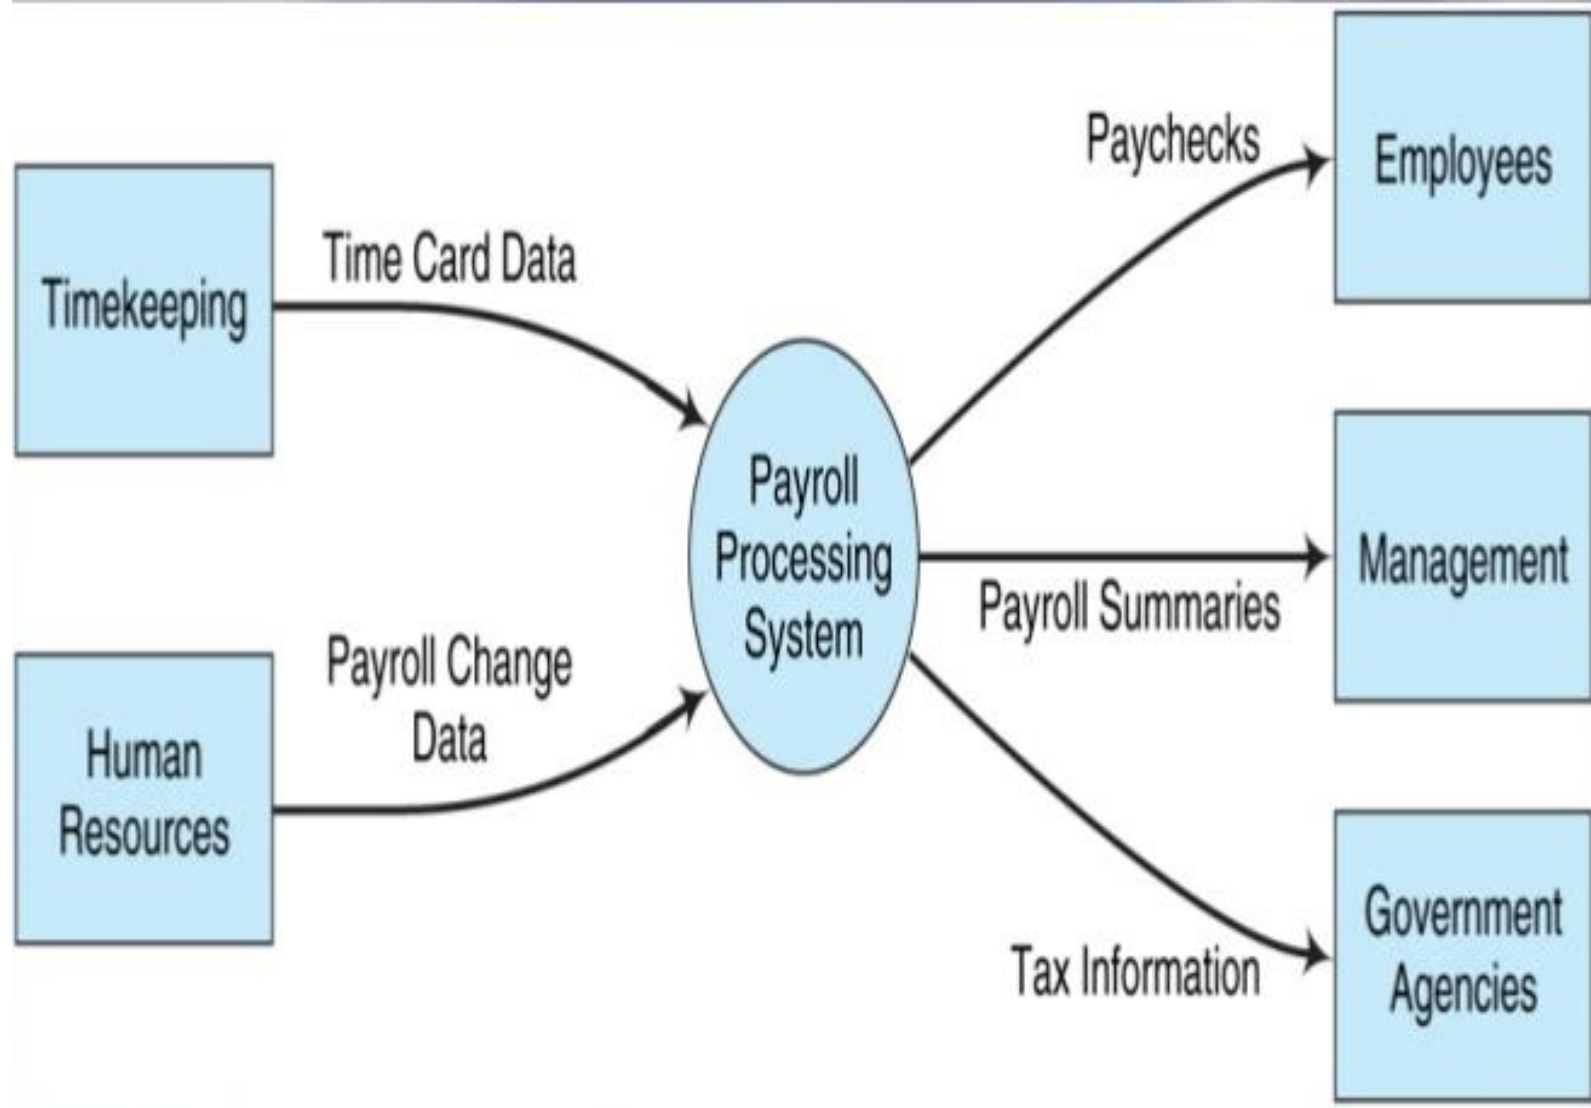 Timekeeping
Time Card Data
Human
Resources
Payroll Change
Data
Payroll
Processing
System
Paychecks
Employees
Payroll Summaries
Management
Tax Information
Government
Agencies